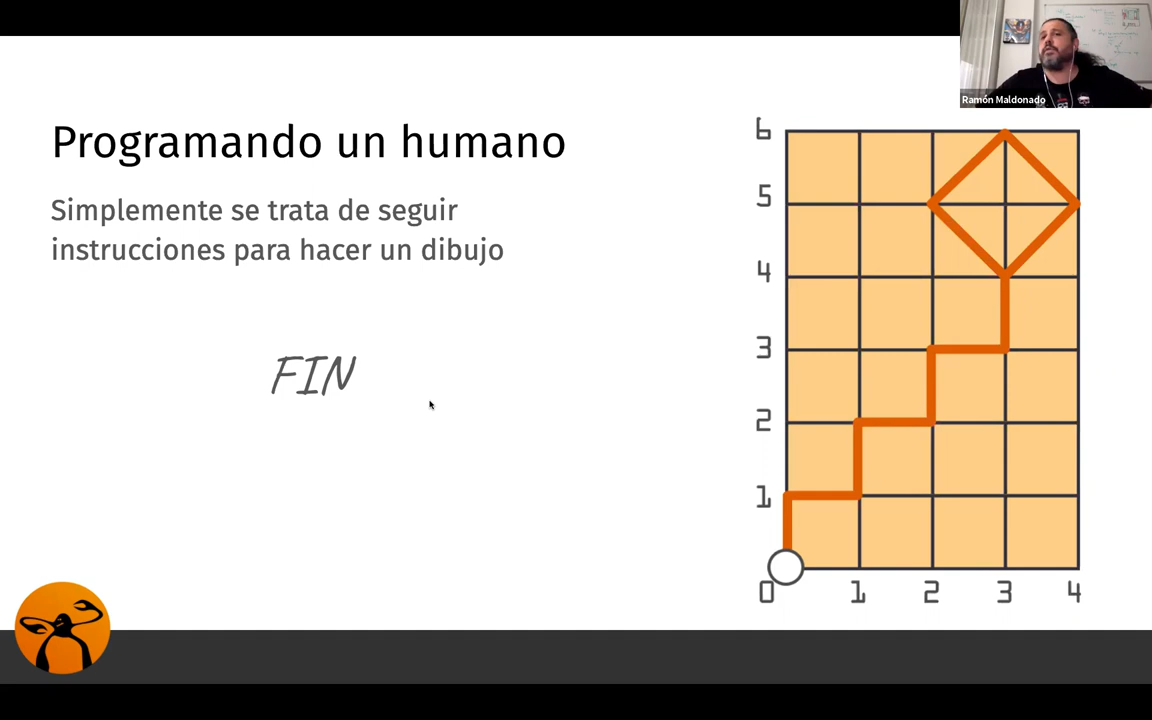 Ramón Maldonado
Programando un humano
Simplemente se trata de seguir
instrucciones para hacer un dibujo
FIN
6
5
4
3
2
1
0 1 2 3 4